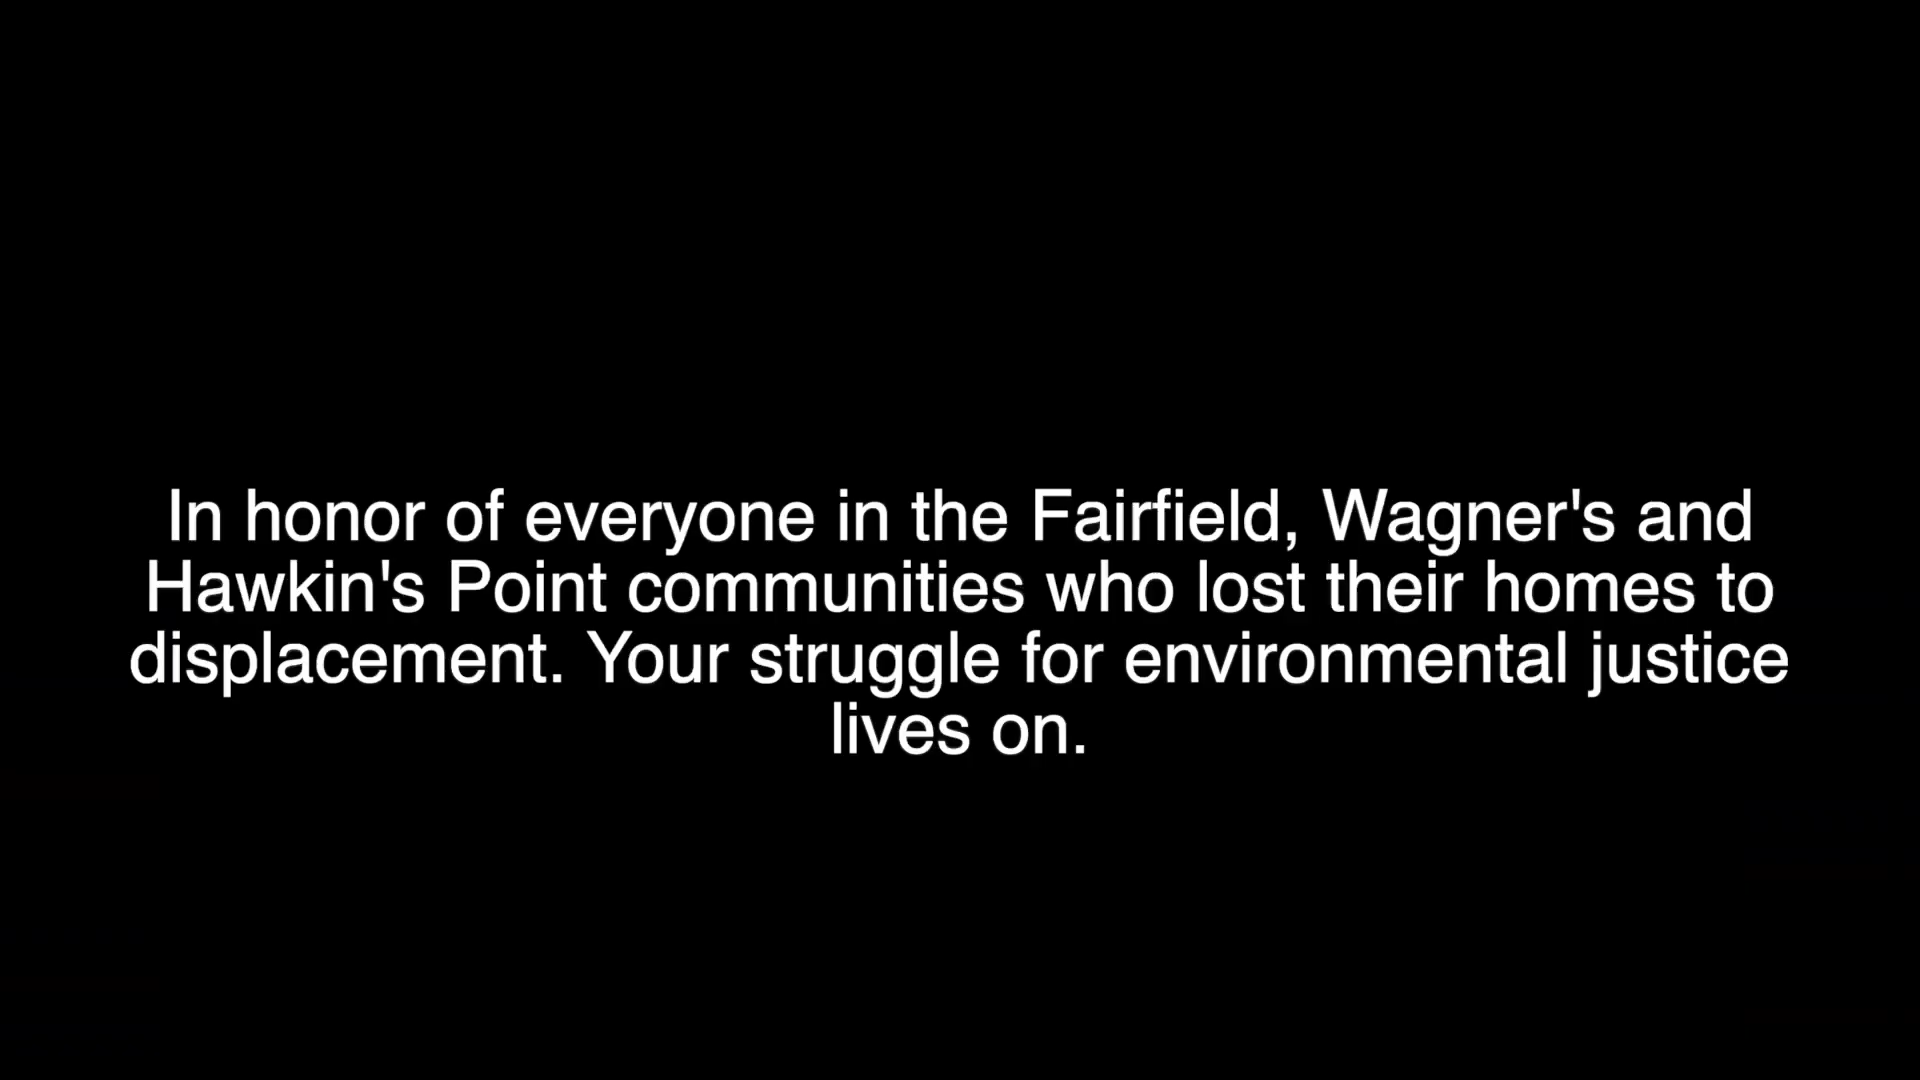 In honor of everyone in the Fairfield, Wagner's and
Hawkin's Point communities who lost their homes to
displacement. Your struggle for environmental justice
lives on.